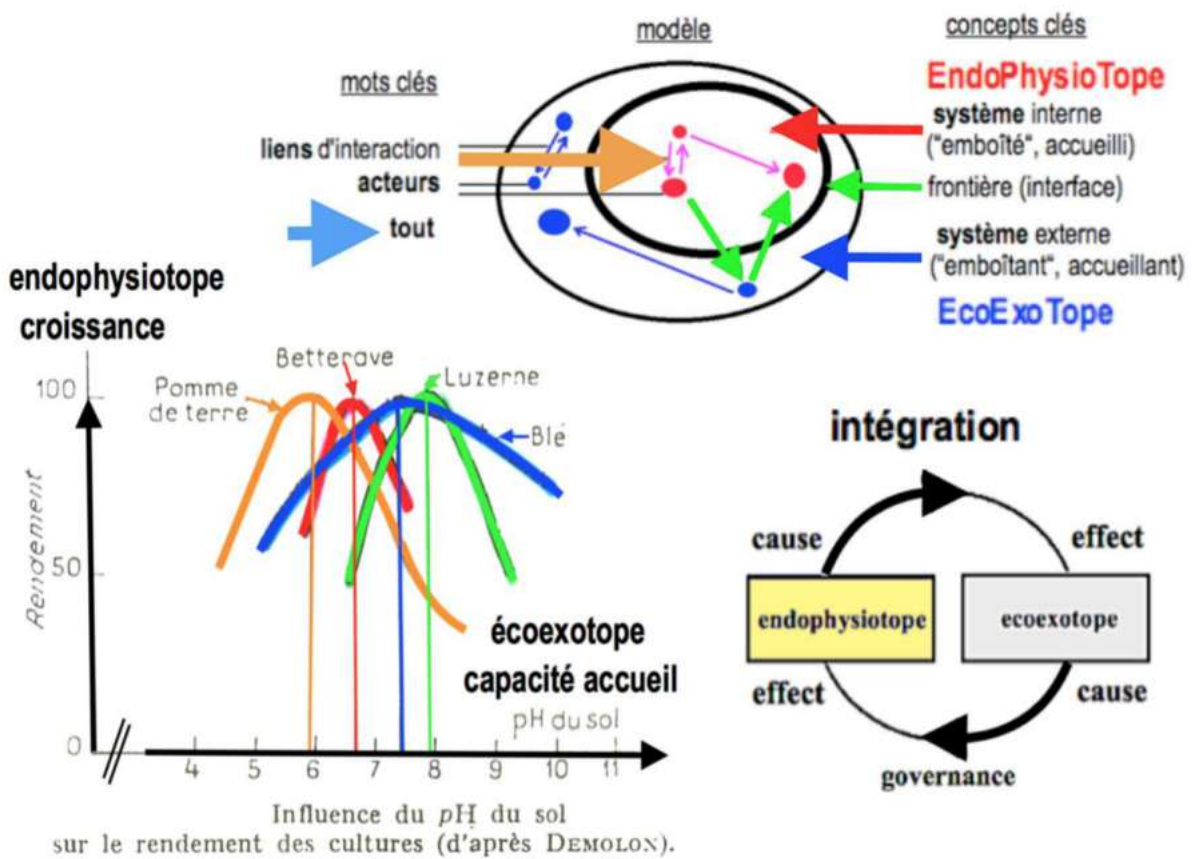 modèle
concepts clés
mots clés
EndoPhysioTope
système interne
("emboîté", accueilli)
liens d'interaction
acteurs
frontière (interface)
tout
système externe
("emboîtant", accueillant)
EcoExoTope
endophysiotope
croissance
Betterave
Luzerne
Pomme
de terre
Blé
100
50
0
Rendement
écoexotope
capacité accueil
pH du sol
4 5 6 7 8 9 10 11
Influence du pH du sol
sur le rendement des cultures (d'après DEMOLON).
intégration
cause
effect
endophysiotope
ecoexotope
effect
cause
governance